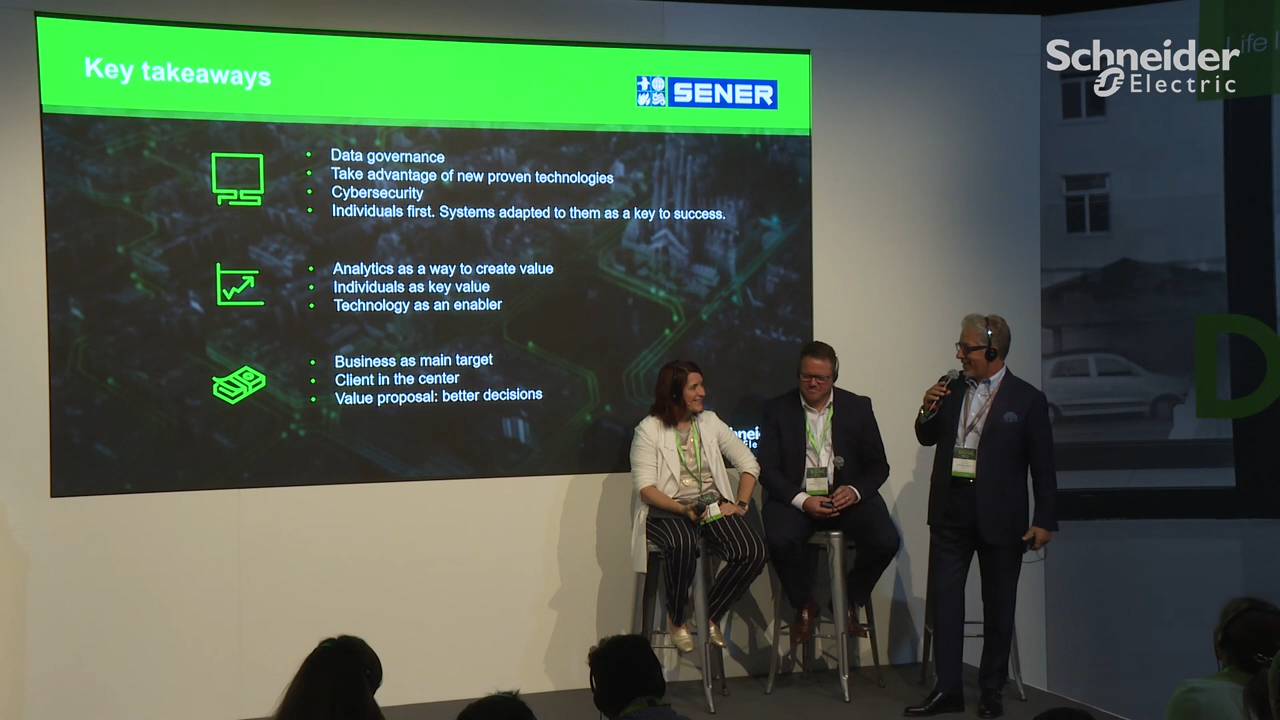 Key takeaways
SENER
Schneider
Electric
Life I
Data governance
Take advantage of new proven technologies
Cybersecurity
Individuals first. Systems adapted to them as a key to success.
Analytics as a way to create value
Individuals as key value
Technology as an enabler
Business as main target
Client in the center
Value proposal: better decisions
D